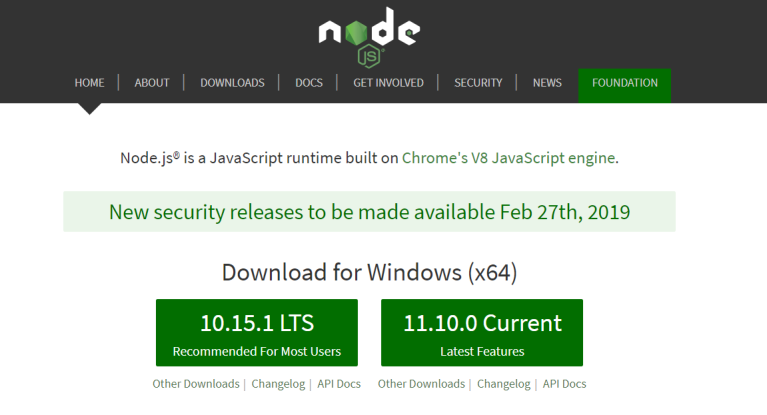 node
JS
HOME | ABOUT | DOWNLOADS | DOCS | GET INVOLVED | SECURITY | NEWS FOUNDATION
Node.js® is a JavaScript runtime built on Chrome's V8 JavaScript engine.
New security releases to be made available Feb 27th, 2019
Download for Windows (x64)
10.15.1 LTS
Recommended For Most Users
11.10.0 Current
Latest Features
Other Downloads | Changelog | API Docs
Other Downloads | Changelog | API Docs